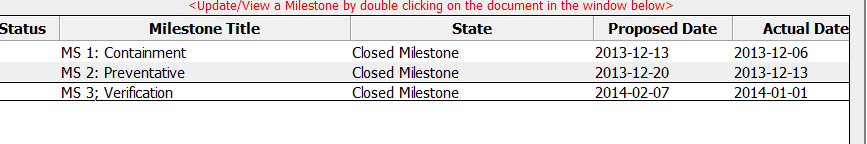 <Update/View a Milestone by double clicking on the document in the window below>
Status Milestone Title State Proposed Date Actual Date
MS 1: Containment Closed Milestone 2013-12-13 2013-12-06
MS 2: Preventative Closed Milestone 2013-12-20 2013-12-13
MS 3; Verification Closed Milestone 2014-02-07 2014-01-01